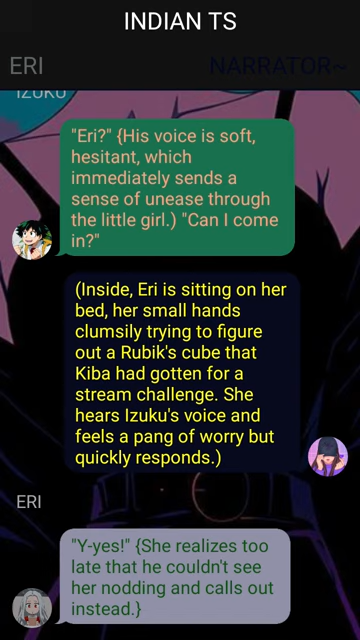 INDIAN TS
ERI
NARRATOR~
IZUKU
"Eri?" {His voice is soft,
hesitant, which
immediately sends a
sense of unease through
the little girl.) "Can I come
in?"
(Inside, Eri is sitting on her
bed, her small hands
clumsily trying to figure
out a Rubik's cube that
Kiba had gotten for a
stream challenge. She
hears Izuku's voice and
feels a pang of worry but
quickly responds.)
ERI
"Y-yes!" {She realizes too
late that he couldn't see
her nodding and calls out
instead.}